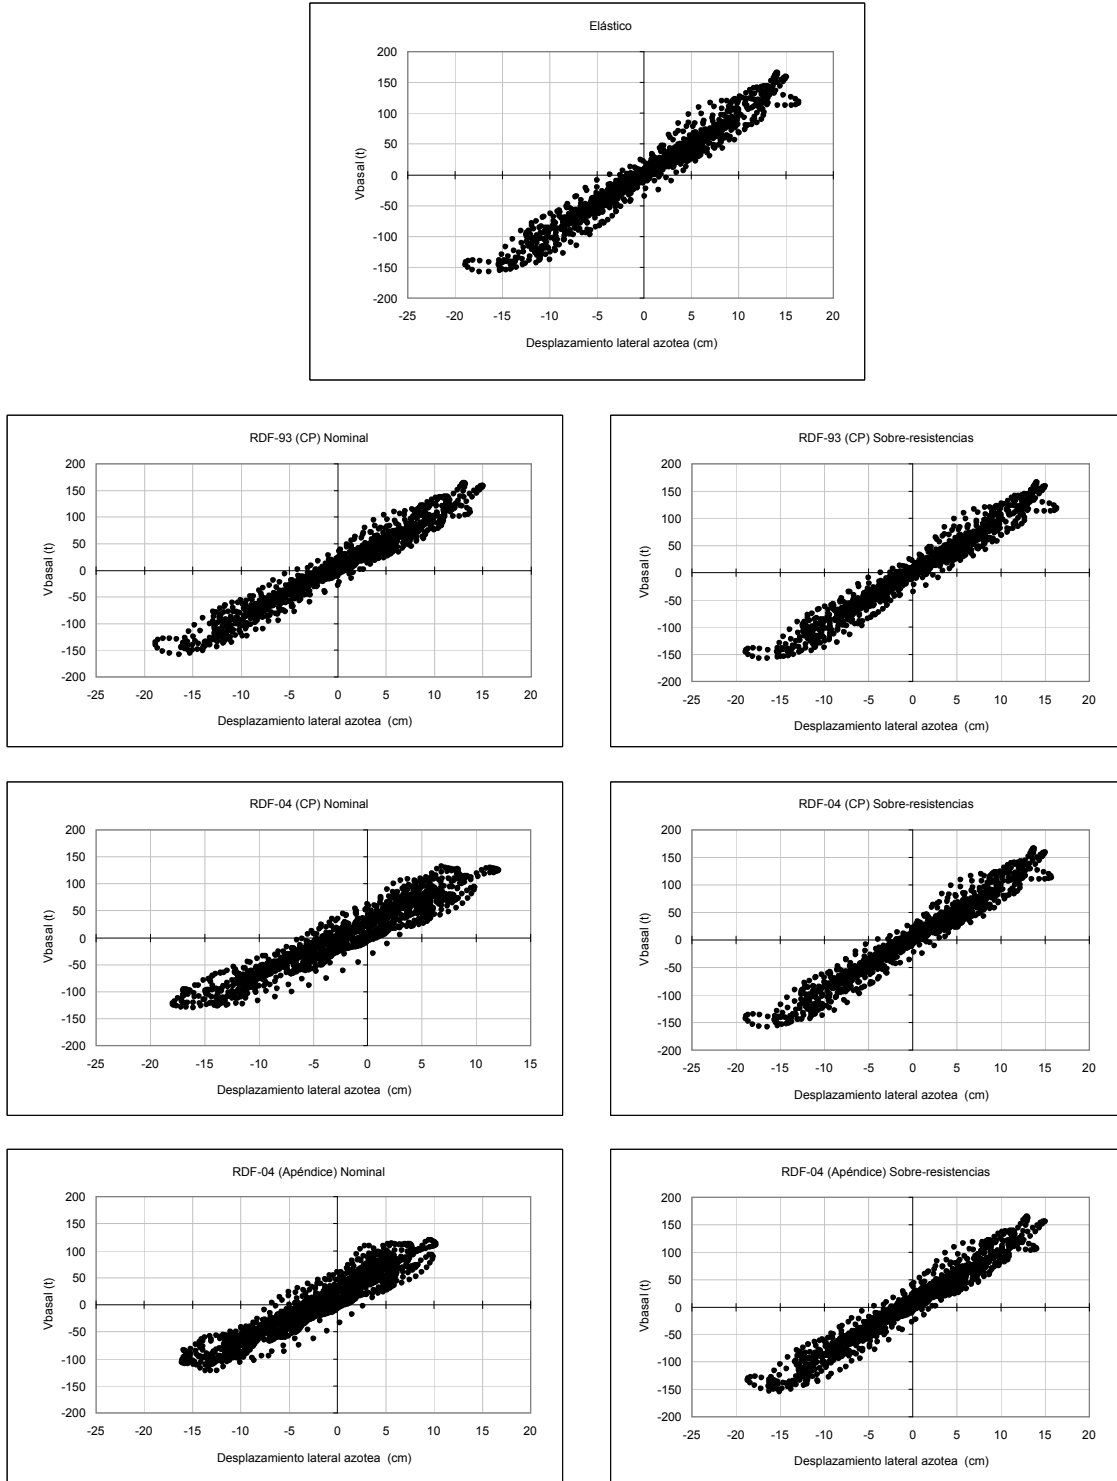 Elástico
200
150
100
50
0
-50
-100
-150
-200
-25 -20 -15 -10 -5 0 5 10 15 20
Vbasal (t)
Desplazamiento lateral azotea (cm)
RDF-93 (CP) Nominal
200
150
100
50
0
-50
-100
-150
-200
-25 -20 -15 -10 -5 0 5 10 15 20
Vbasal (t)
Desplazamiento lateral azotea (cm)
RDF-93 (CP) Sobre-resistencias
200
150
100
50
0
-50
-100
-150
-200
-25 -20 -15 -10 -5 0 5 10 15 20
Vbasal (t)
Desplazamiento lateral azotea (cm)
RDF-04 (CP) Nominal
200
150
100
50
0
-50
-100
-150
-200
-25 -20 -15 -10 -5 0 5 10 15
Vbasal (t)
Desplazamiento lateral azotea (cm)
RDF-04 (CP) Sobre-resistencias
200
150
100
50
0
-50
-100
-150
-200
-25 -20 -15 -10 -5 0 5 10 15 20
Vbasal (t)
Desplazamiento lateral azotea (cm)
RDF-04 (Apéndice) Nominal
200
150
100
50
0
-50
-100
-150
-200
-25 -20 -15 -10 -5 0 5 10 15 20
Vbasal (t)
Desplazamiento lateral azotea (cm)
RDF-04 (Apéndice) Sobre-resistencias
200
150
100
50
0
-50
-100
-150
-200
-25 -20 -15 -10 -5 0 5 10 15 20
Vbasal (t)
Desplazamiento lateral azotea (cm)